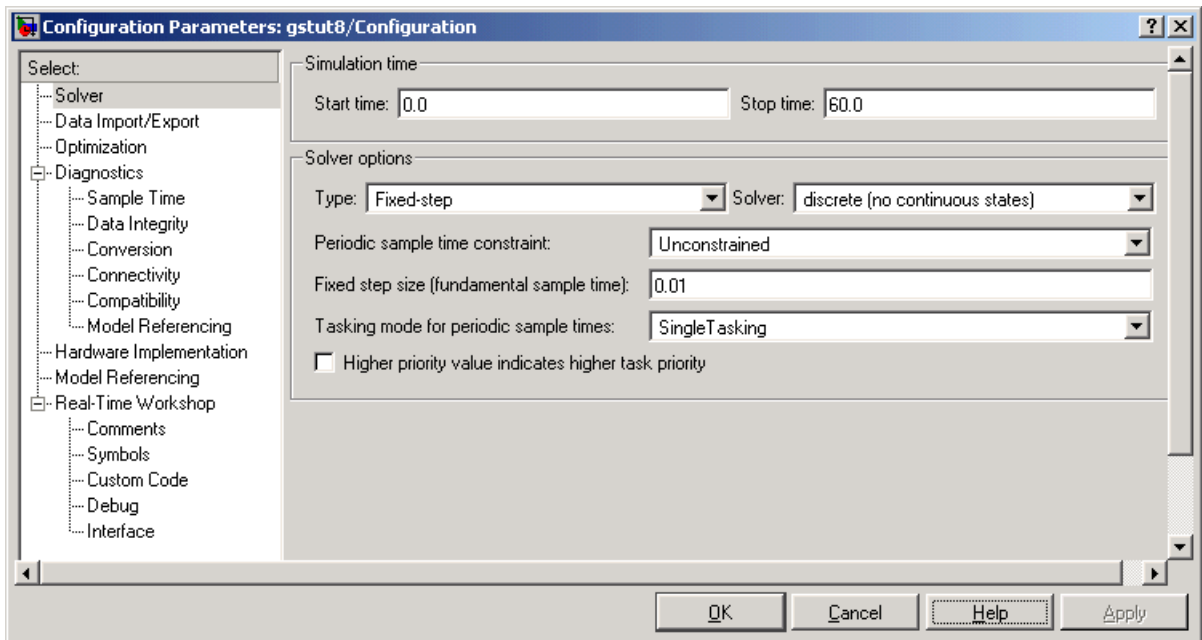 Configuration Parameters: gstut8/Configuration
Select:
Solver
Data Import/Export
Optimization
Diagnostics
Sample Time
Data Integrity
Conversion
Connectivity
Compatibility
Model Referencing
Hardware Implementation
Model Referencing
Real-Time Workshop
Comments
Symbols
Custom Code
Debug
Interface
Simulation time
Start time: 0.0 Stop time: 60.0
Solver options
Type: Fixed-step Solver: discrete (no continuous states)
Periodic sample time constraint: Unconstrained
Fixed step size (fundamental sample time): 0.01
Tasking mode for periodic sample times: SingleTasking
Higher priority value indicates higher task priority
OK Cancel Help Apply